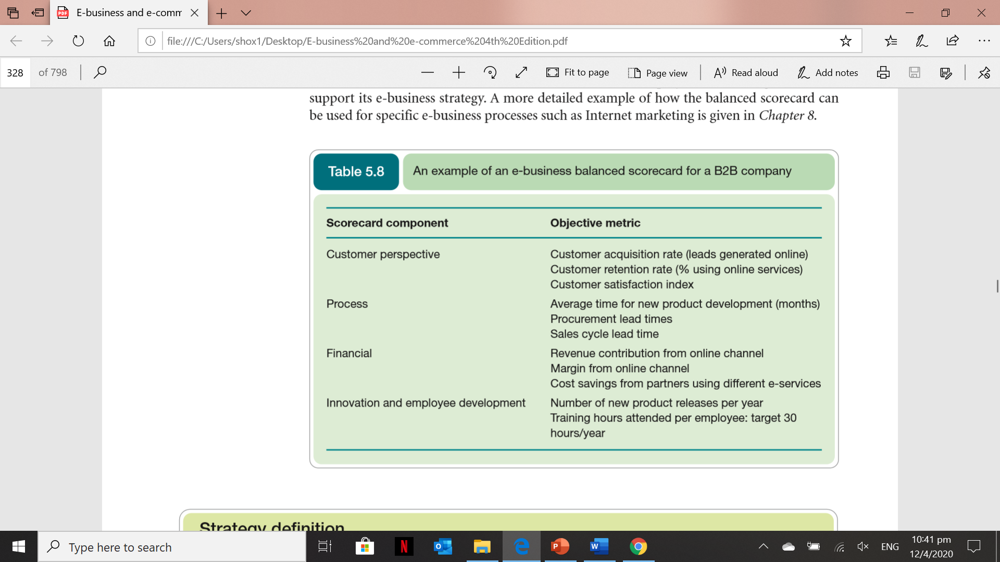 E-business and e-comm
file:///C:/Users/shox1/Desktop/E-business%20and%20e-commerce%204th%20Edition.pdf
328 of 798
Fit to page
Page view
Read aloud
Add notes
support its e-business strategy. A more detailed example of how the balanced scorecard can
be used for specific e-business processes such as Internet marketing is given in Chapter 8.
Table 5.8
An example of an e-business balanced scorecard for a B2B company
Scorecard component
Objective metric
Customer perspective
Customer acquisition rate (leads generated online)
Customer retention rate (% using online services)
Customer satisfaction index
Process
Average time for new product development (months)
Procurement lead times
Sales cycle lead time
Financial
Revenue contribution from online channel
Margin from online channel
Cost savings from partners using different e-services
Innovation and employee development
Number of new product releases per year
Training hours attended per employee: target 30
hours/year
Strategy definition
Type here to search
ENG
10:41 pm
12/4/2020